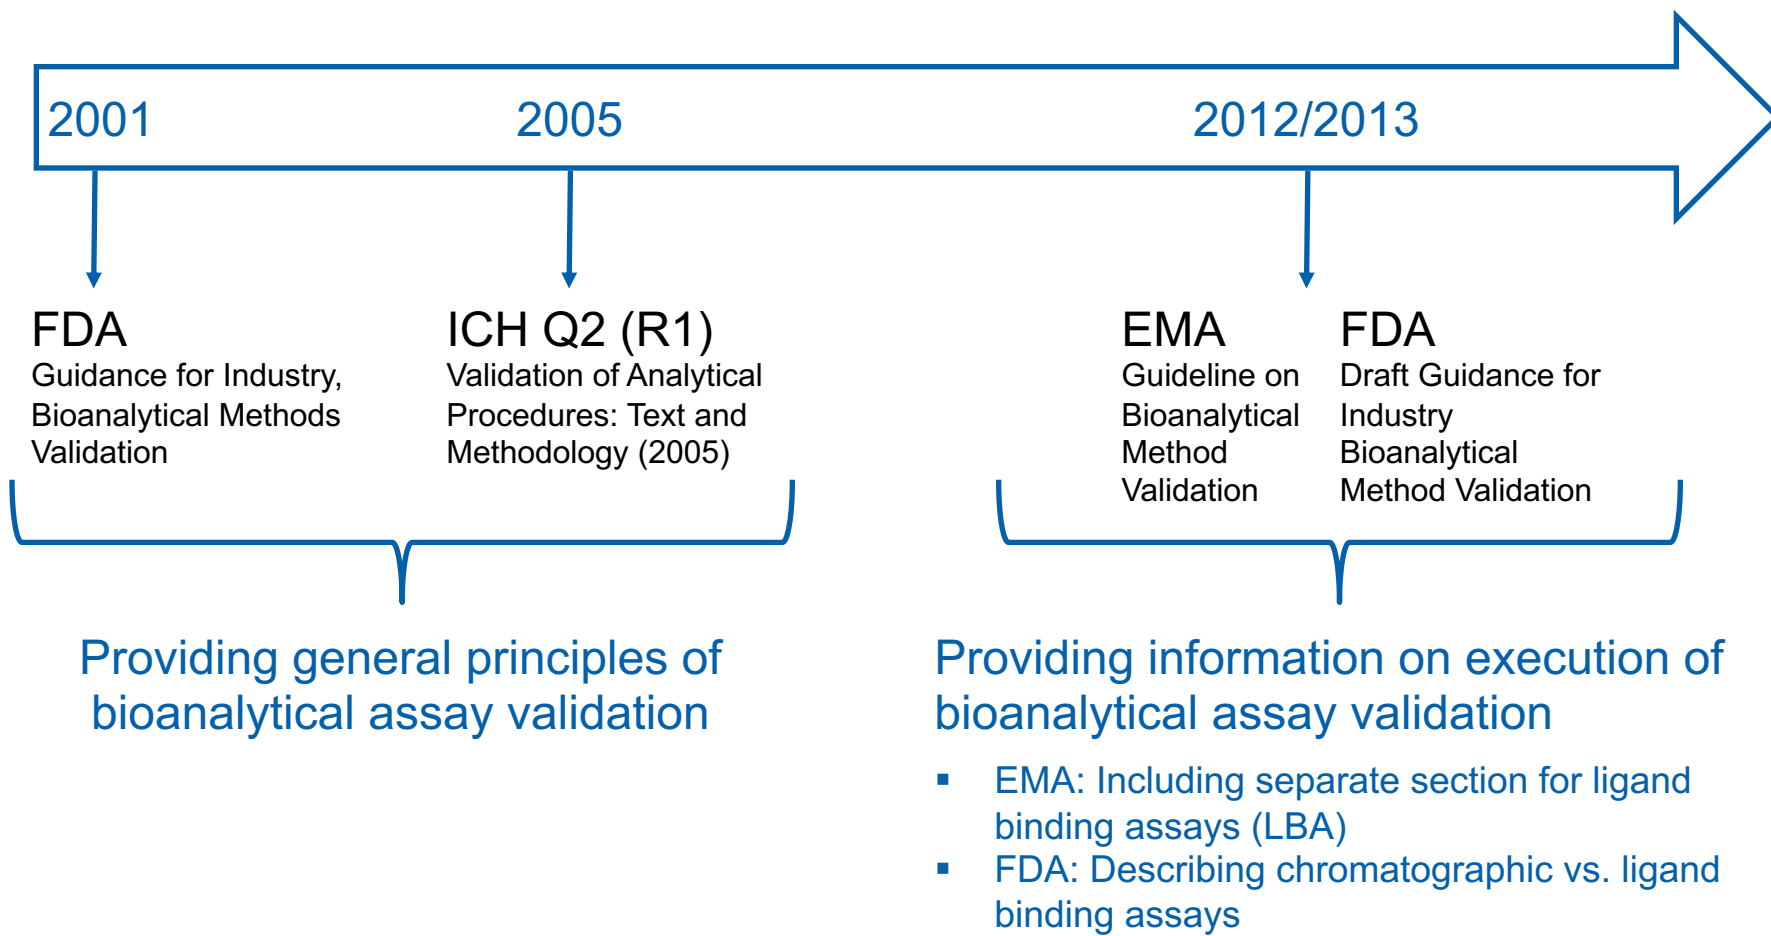 2001
2005
2012/2013
FDA
Guidance for Industry,
Bioanalytical Methods
Validation
ICH Q2 (R1)
Validation of Analytical
Procedures: Text and
Methodology (2005)
EMA
Guideline on
Bioanalytical
Method
Validation
FDA
Draft Guidance for
Industry
Bioanalytical
Method Validation
Providing general principles of
bioanalytical assay validation
Providing information on execution of
bioanalytical assay validation
▪ EMA: Including separate section for ligand
binding assays (LBA)
▪ FDA: Describing chromatographic vs. ligand
binding assays